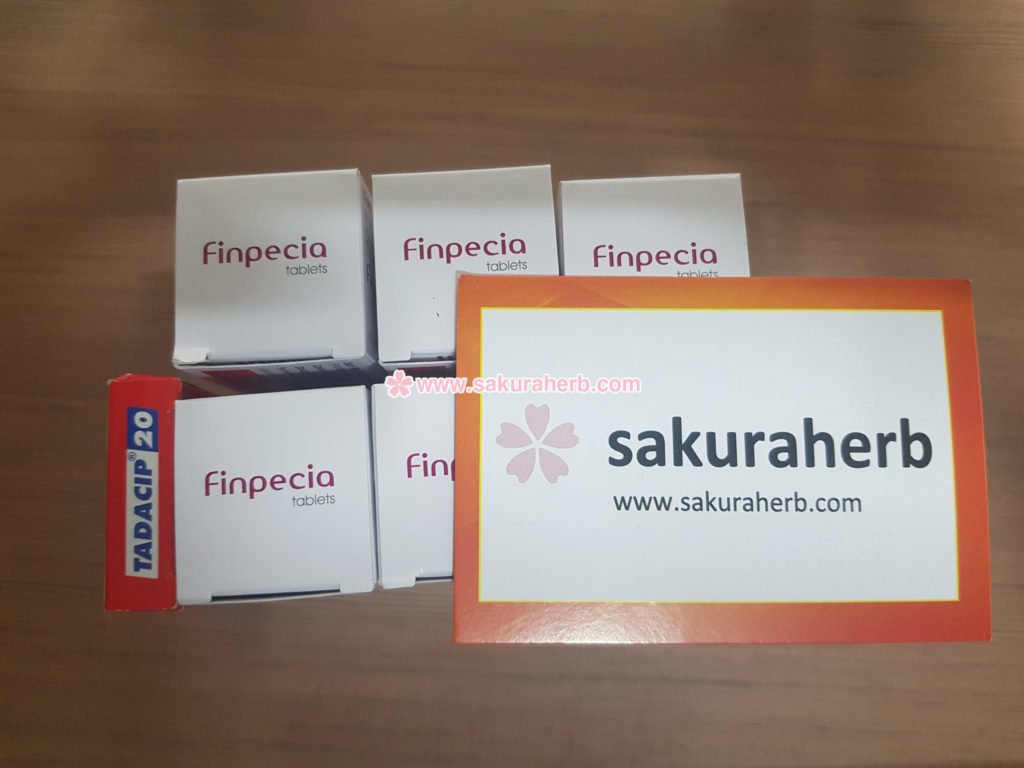 Finpecia
tablets
Finpecia
tablets
Finpecia
tablets
www.sakuraherb.com
TADACIP® 20
Finpecia
tablets
sakuraherb
www.sakuraherb.com